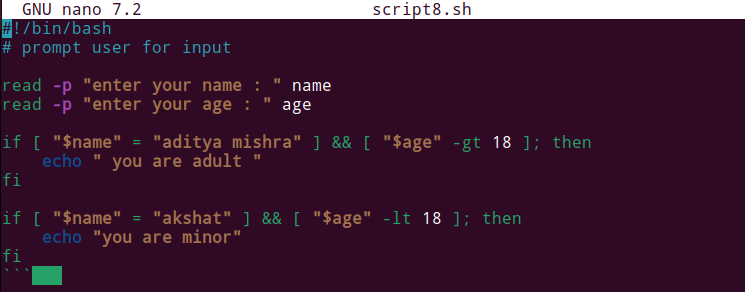 GNU nano 7.2 script8.sh
#!/bin/bash
# prompt user for input
read -p "enter your name : " name
read -p "enter your age : " age
if [ "$name" = "aditya mishra" ] && [ "$age" -gt 18 ]; then
    echo " you are adult "
fi
if [ "$name" = "akshat" ] && [ "$age" -lt 18 ]; then
    echo "you are minor"
fi
```